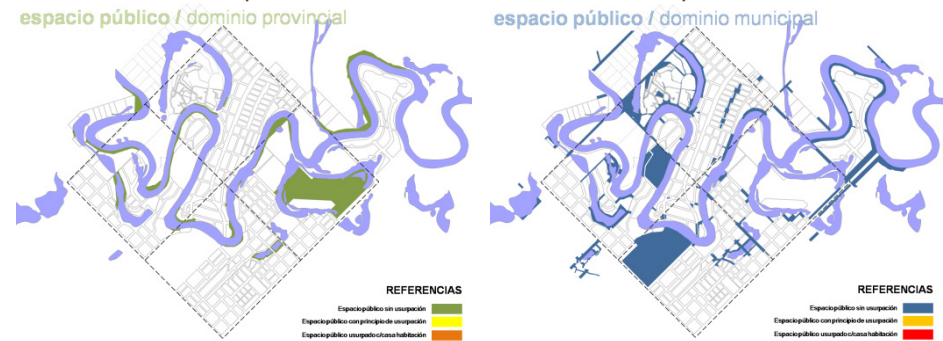 espacio público / dominio provincial
REFERENCIAS
Espacio público sin usurpación
Espacio público con principio de usurpación
Espacio público usurpado c/casa habitación
espacio público / dominio municipal
REFERENCIAS
Espacio público sin usurpación
Espacio público con principio de usurpación
Espacio público usurpado c/casa habitación